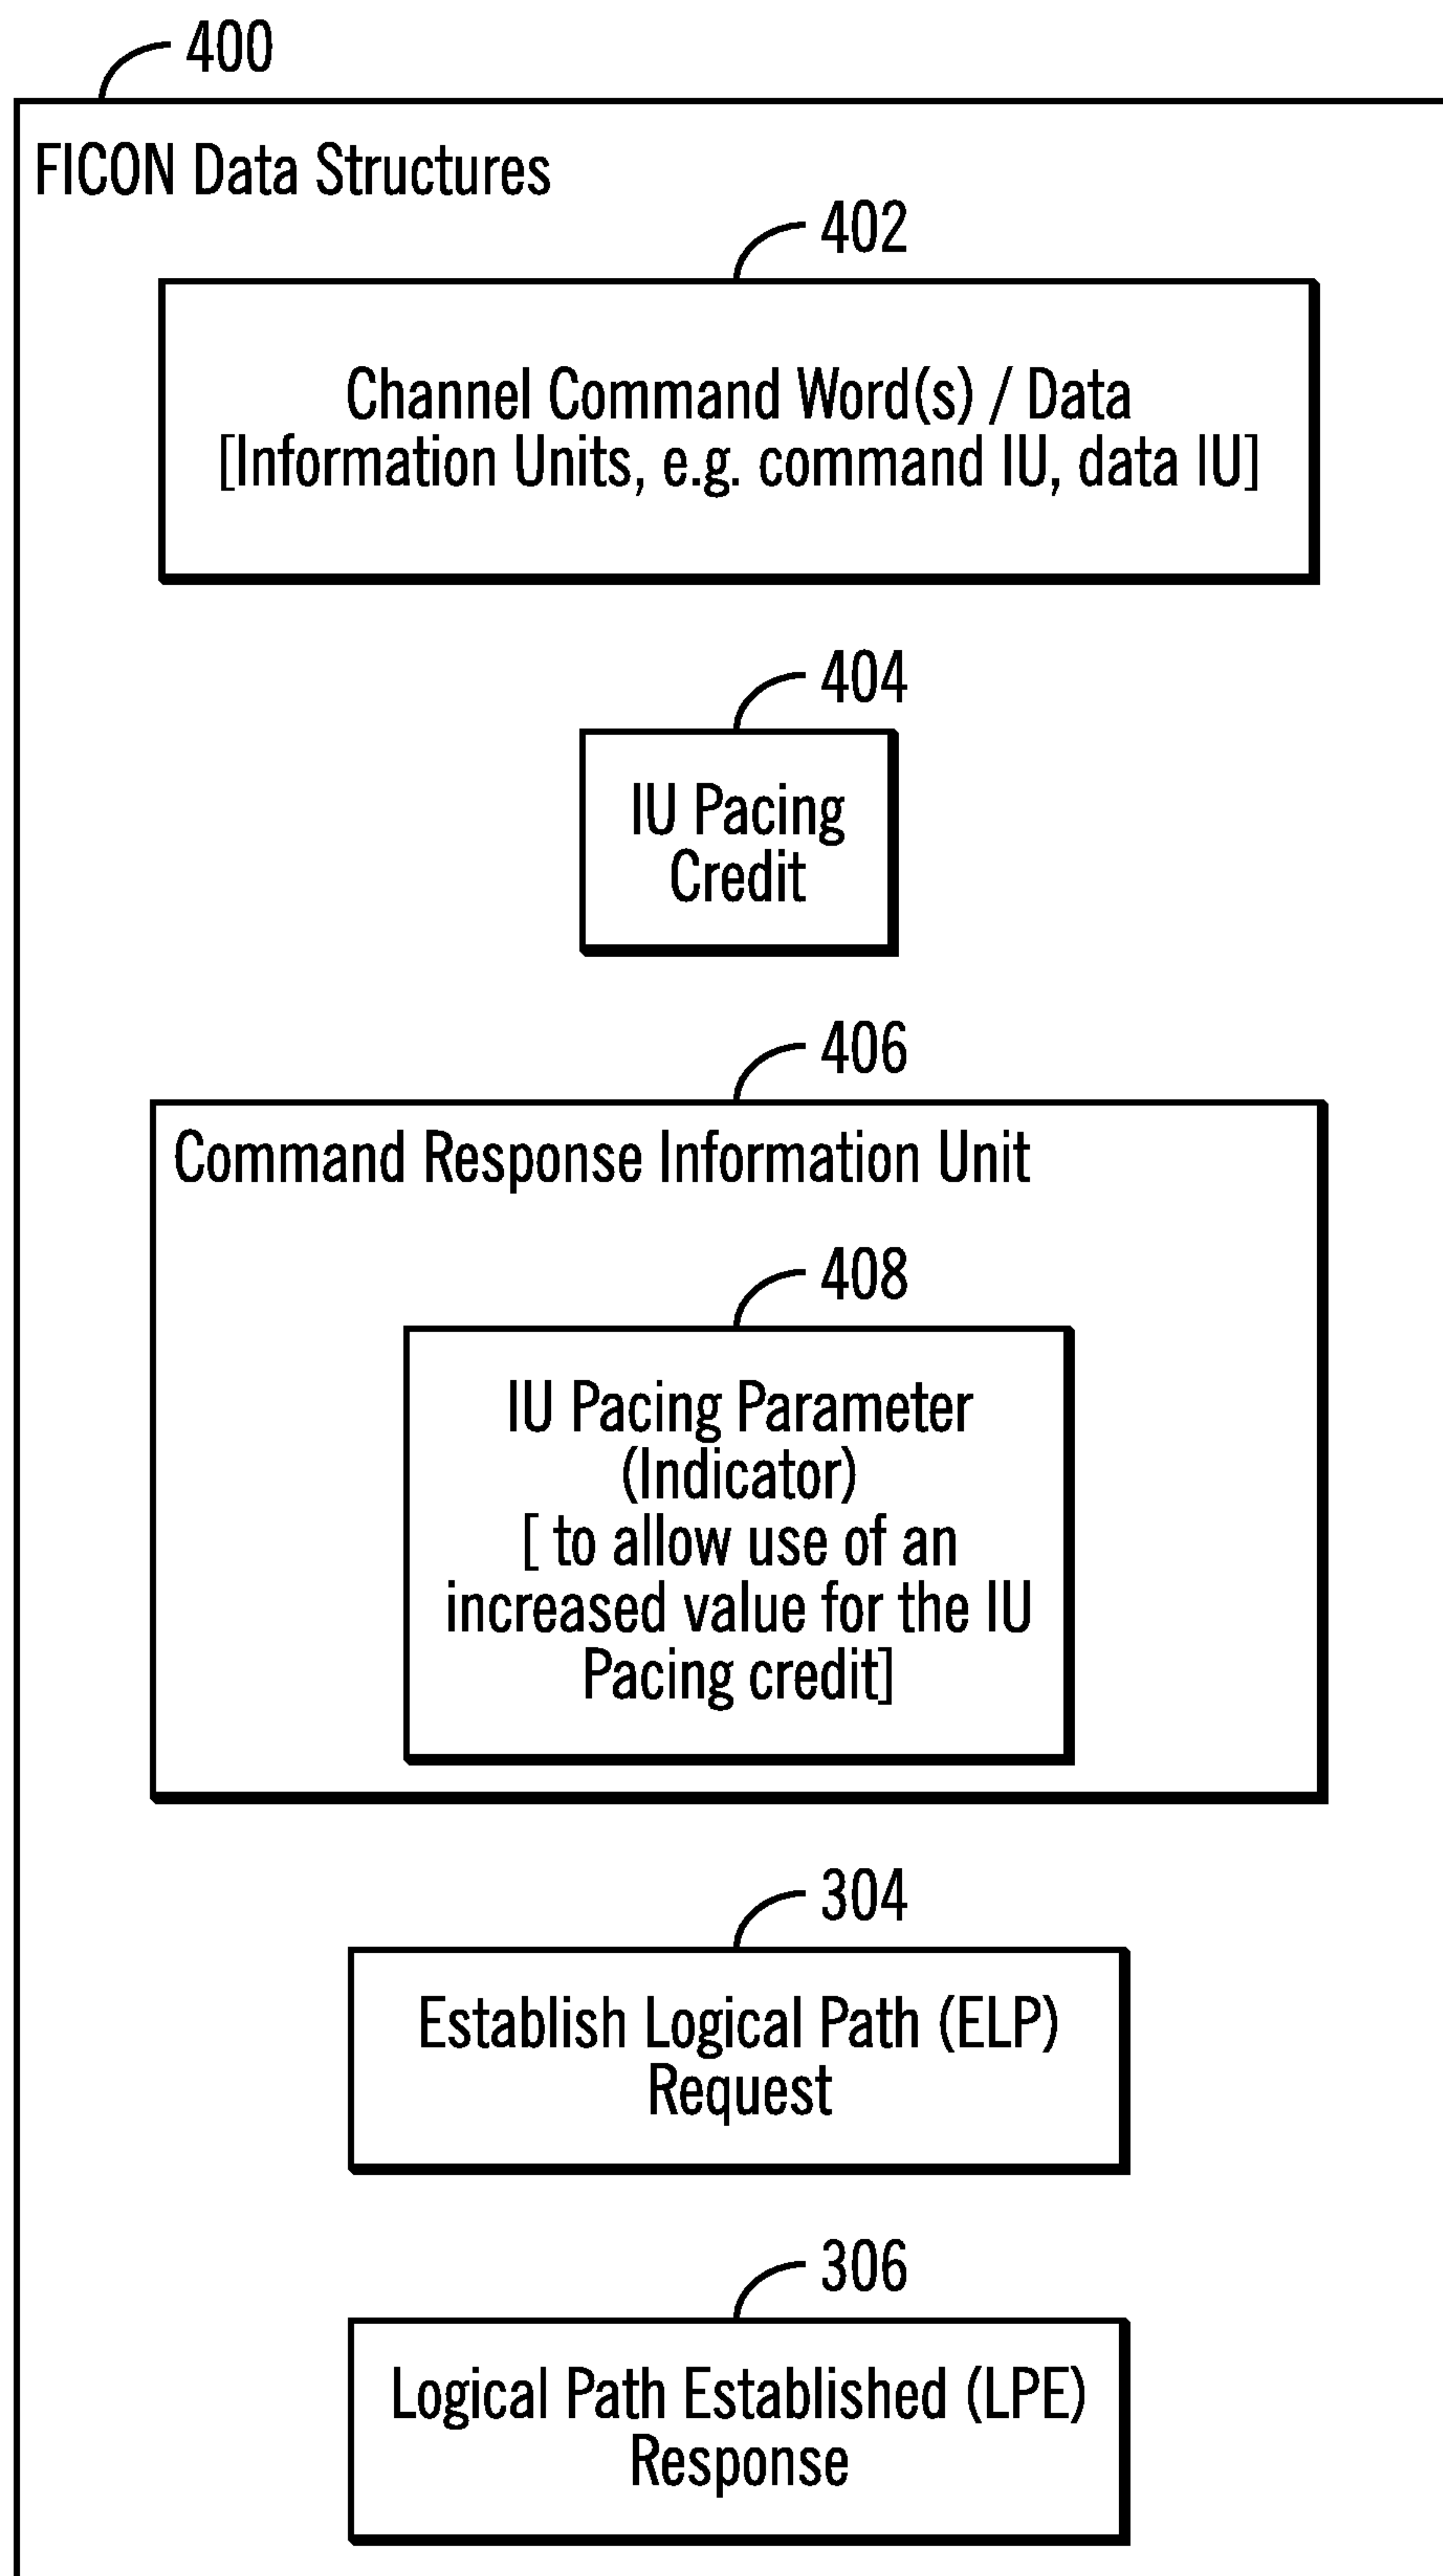 400
FICON Data Structures
402
Channel Command Word(s) / Data
[Information Units, e.g. command IU, data IU]
404
IU Pacing
Credit
406
Command Response Information Unit
408
IU Pacing Parameter
(Indicator)
[ to allow use of an
increased value for the IU
Pacing credit]
304
Establish Logical Path (ELP)
Request
306
Logical Path Established (LPE)
Response